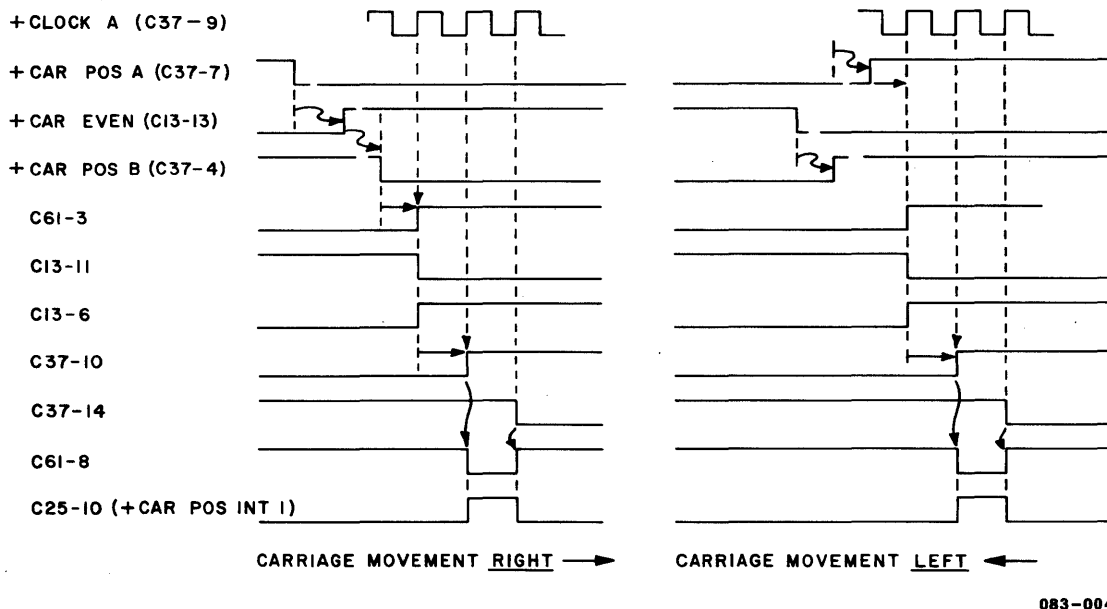 +CLOCK A (C37-9)
+CAR POS A (C37-7)
+CAR EVEN (C13-13)
+CAR POS B (C37-4)
C61-3
C13-11
C13-6
C37-10
C37-14
C61-8
C25-10 (+CAR POS INT 1)
CARRIAGE MOVEMENT RIGHT
CARRIAGE MOVEMENT LEFT